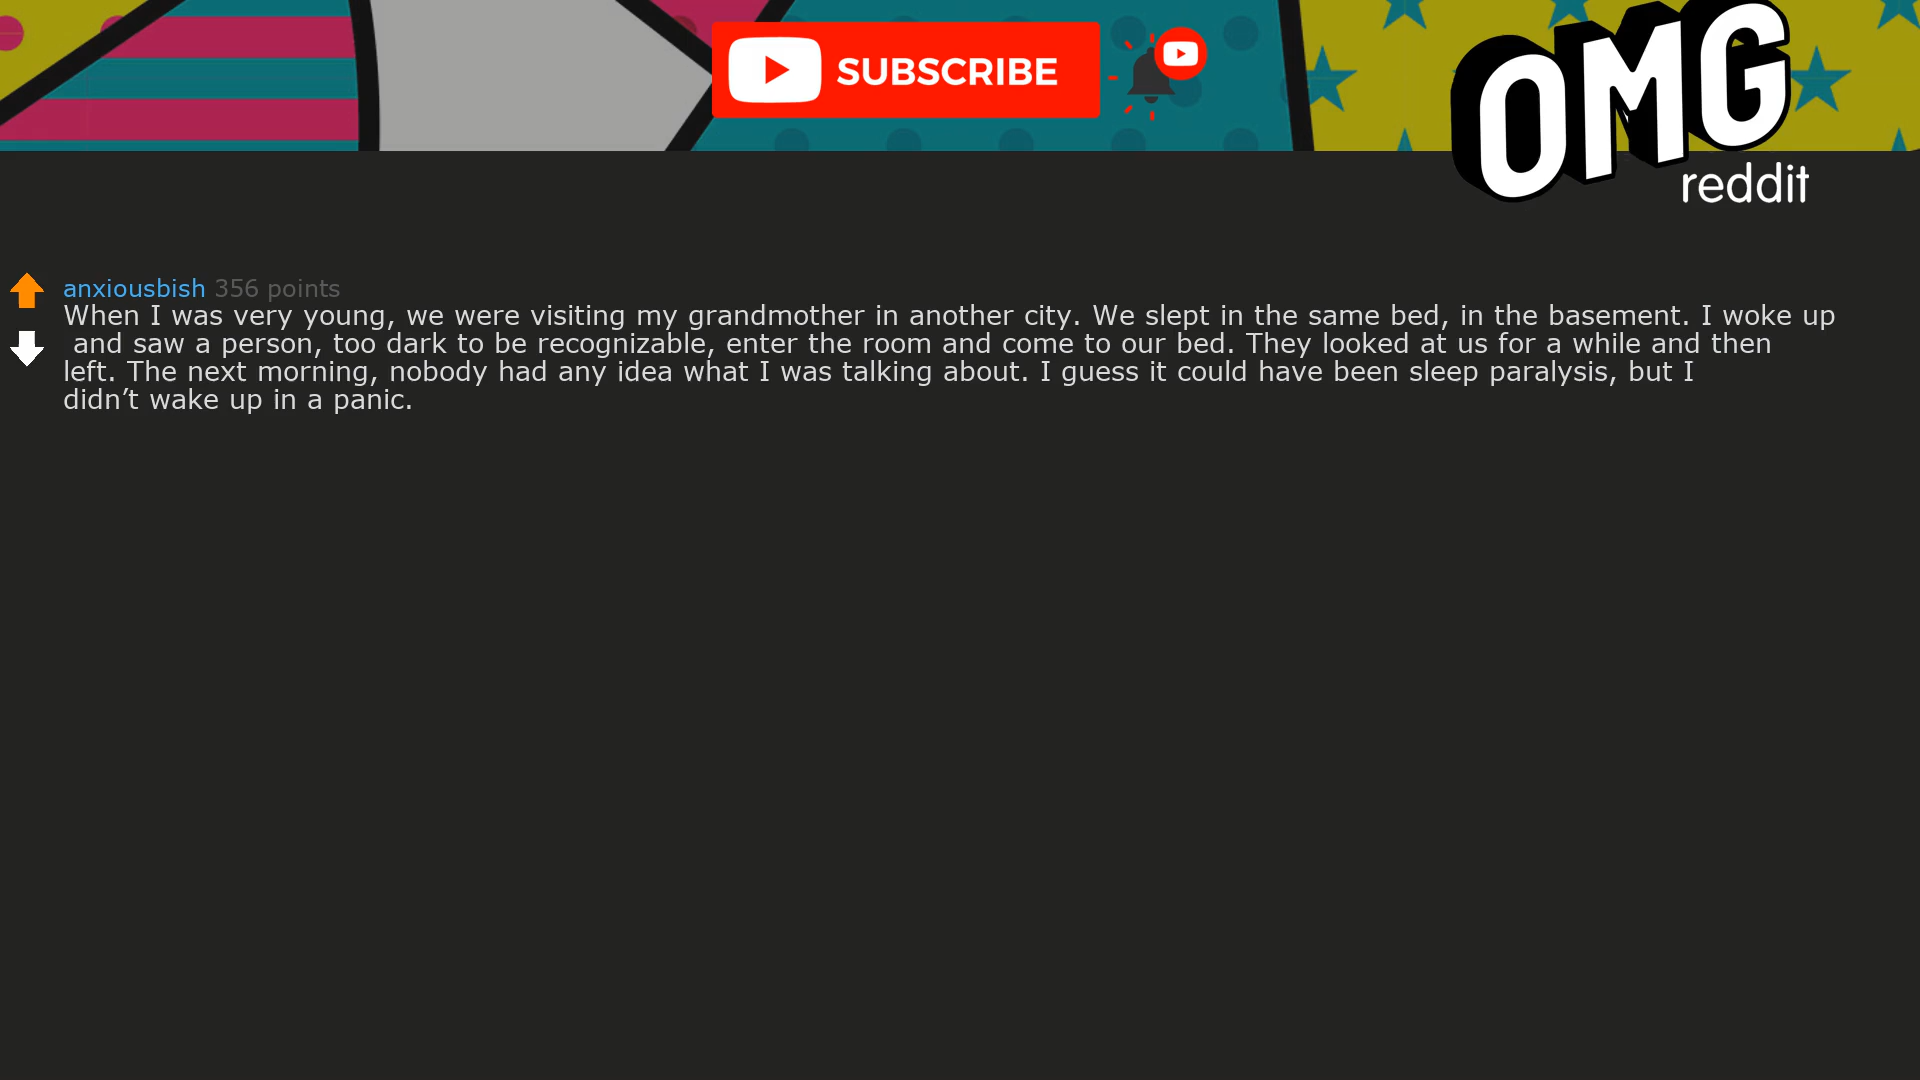 SUBSCRIBE
OMG
reddit
anxiousbish 356 points
When I was very young, we were visiting my grandmother in another city. We slept in the same bed, in the basement. I woke up
and saw a person, too dark to be recognizable, enter the room and come to our bed. They looked at us for a while and then
left. The next morning, nobody had any idea what I was talking about. I guess it could have been sleep paralysis, but I
didn’t wake up in a panic.